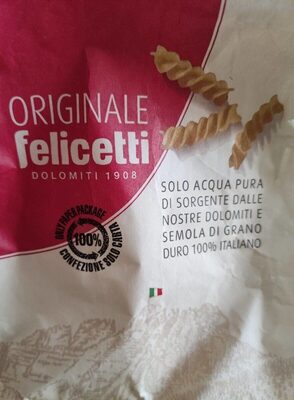 ORIGINALE
felicetti
DOLOMITI 1908
SOLO ACQUA PURA
DI SORGENTE DALLE
NOSTRE DOLOMITI E
SEMOLA DI GRANO
DURO 100% ITALIANO
ONLY PAPER PACKAGE
100%
CONFEZIONE SOLO CARTA